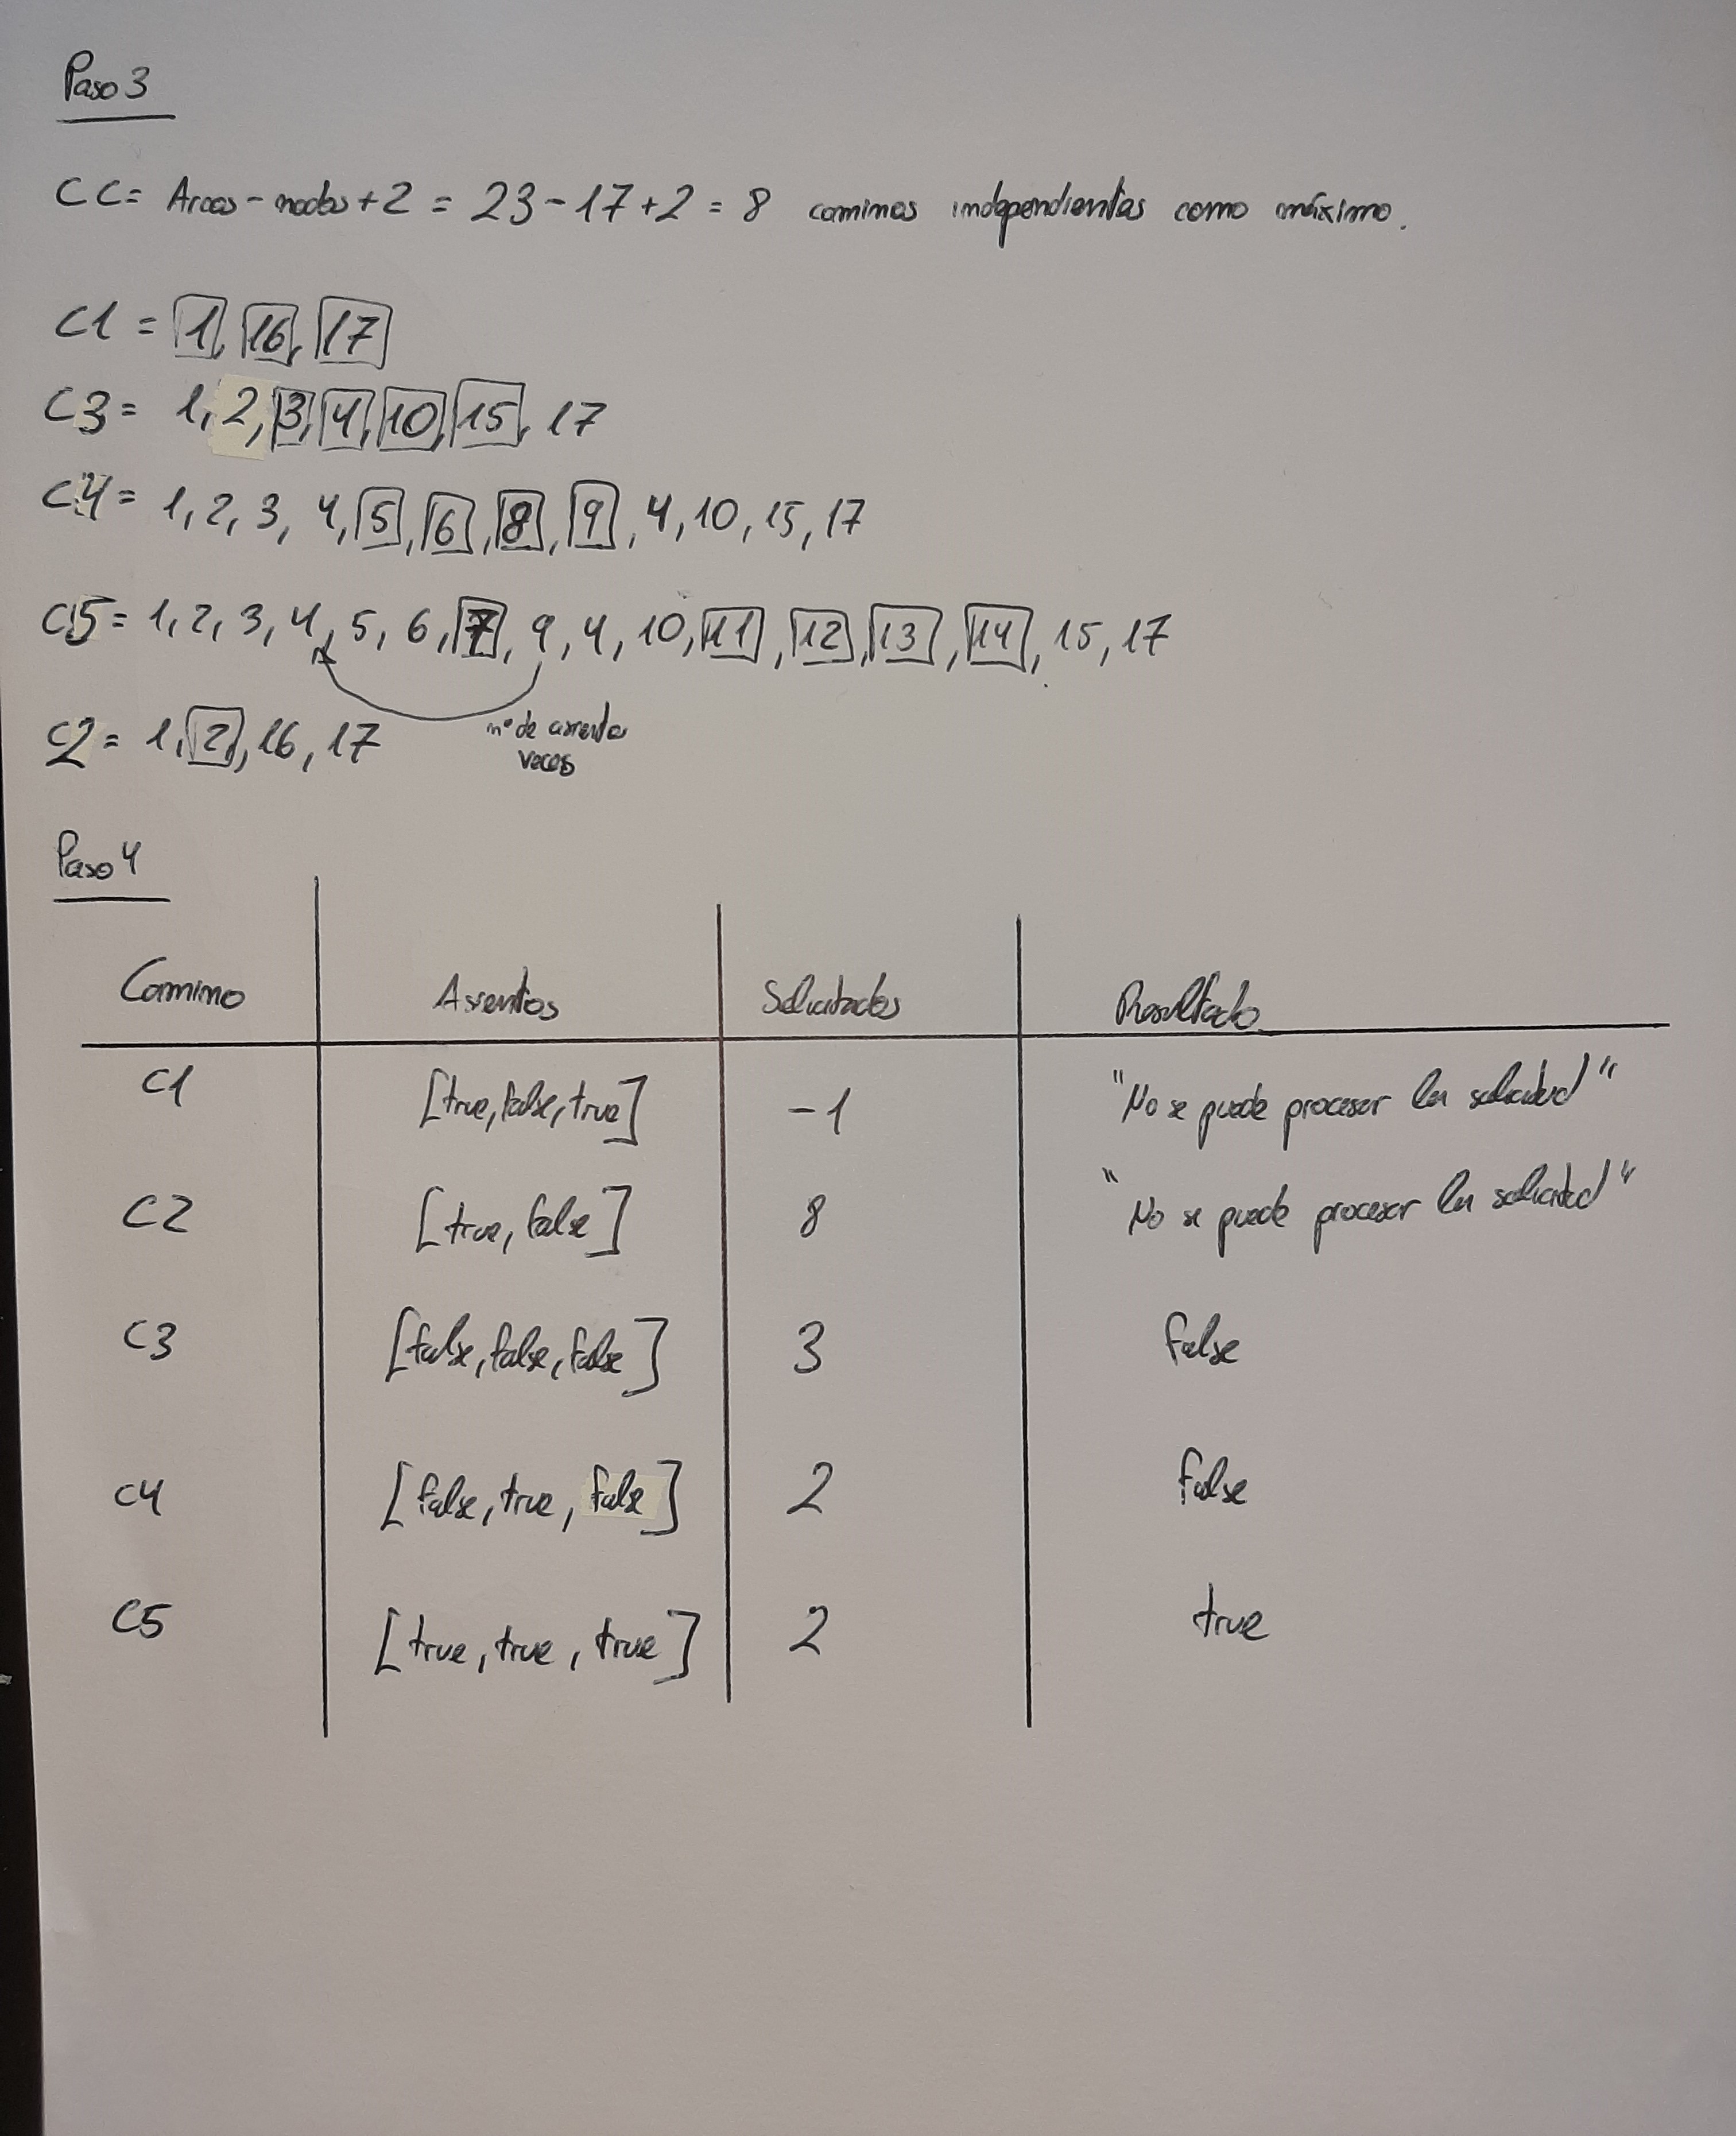 Paso 3
CC = Arcos - nodos + 2 = 23 - 17 + 2 = 8 caminos independientes como máximo.
C1 = 1, 16, 17
C3 = 1, 2, 3, 4, 10, 15, 17
C4 = 1, 2, 3, 4, 5, 6, 8, 9, 4, 10, 15, 17
C5 = 1, 2, 3, 4, 5, 6, 7, 9, 4, 10, 11, 12, 13, 14, 15, 17
nº de asientos
veces
C2 = 1, 2, 16, 17
Paso 4
Camino Asientos Solicitados Resultado
C1 [true, false, true] -1 "No se puede procesar la solicitud"
C2 [true, false] 8 "No se puede procesar la solicitud"
C3 [false, false, false] 3 false
C4 [false, true, false] 2 false
C5 [true, true, true] 2 true